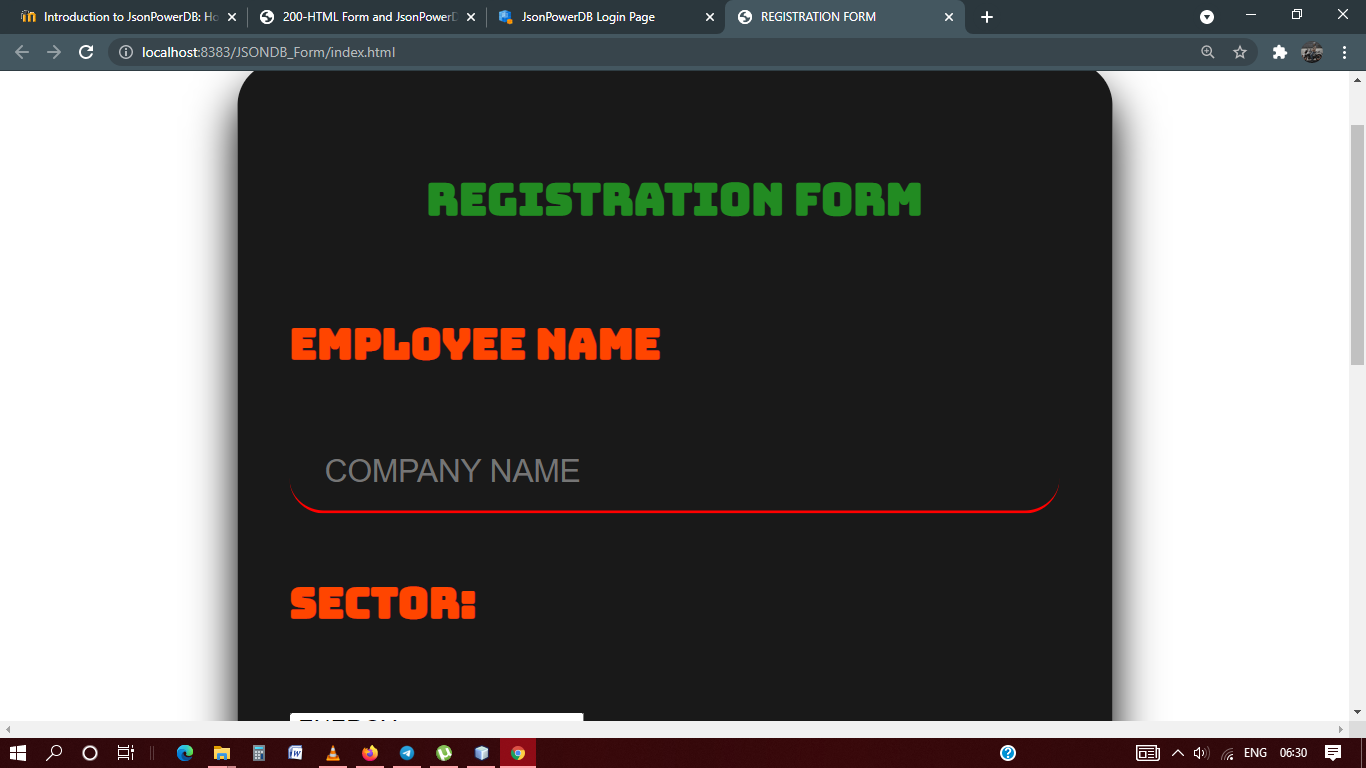 Introduction to JsonPowerDB: Ho
200-HTML Form and JsonPowerD
JsonPowerDB Login Page
REGISTRATION FORM
localhost:8383/JSONDB_Form/index.html
REGISTRATION FORM
EMPLOYEE NAME
COMPANY NAME
SECTOR:
ENG
06:30